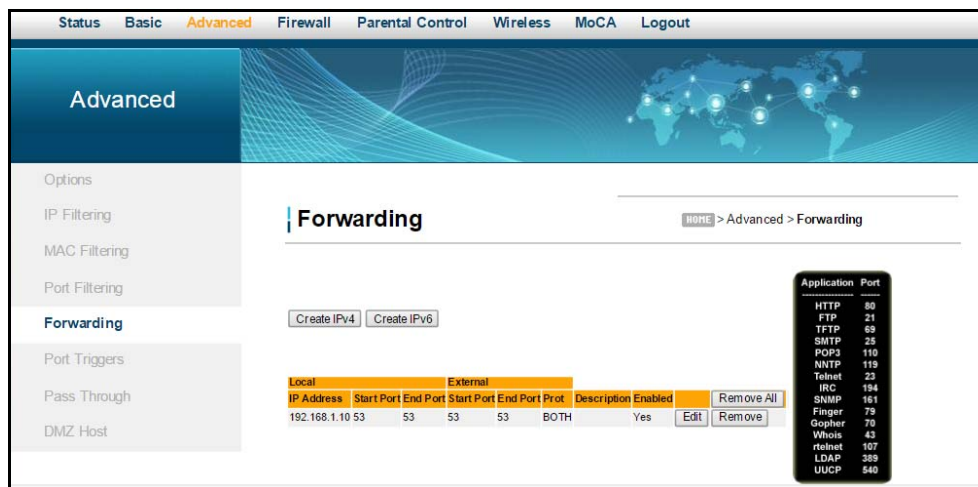 Status Basic Advanced Firewall Parental Control Wireless MoCA Logout
Advanced
Options
IP Filtering
MAC Filtering
Port Filtering
Forwarding
Port Triggers
Pass Through
DMZ Host
Forwarding
HOME > Advanced > Forwarding
Create IPv4 Create IPv6
Local External
IP Address Start Port End Port Start Port End Port Prot Description Enabled Remove All
192.168.1.10 53 53 53 53 BOTH Yes Edit Remove
Application Port
HTTP 80
FTP 21
TFTP 69
SMTP 25
POP3 110
NNTP 119
Telnet 23
IRC 194
SNMP 161
Finger 79
Gopher 70
Whois 43
rtelnet 107
LDAP 389
UUCP 540